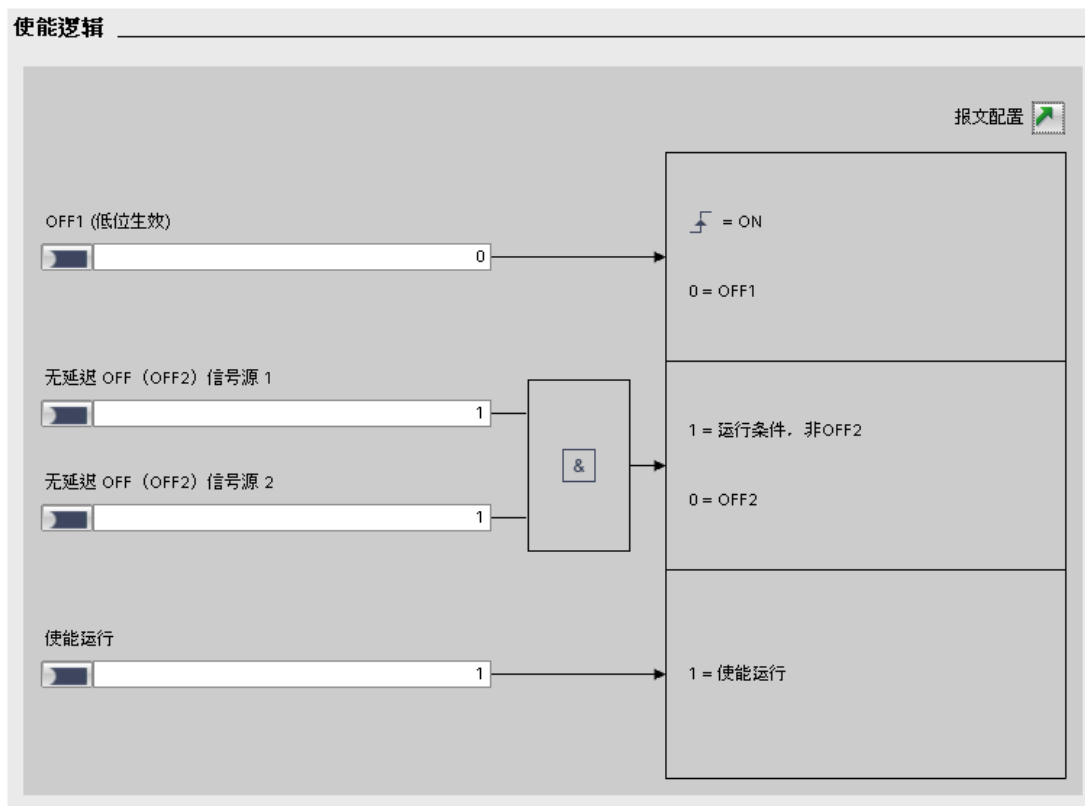 使能逻辑
报文配置
OFF1 (低位生效)
0
= ON
0 = OFF1
无延迟 OFF（OFF2）信号源 1
1
无延迟 OFF（OFF2）信号源 2
1
&
1 = 运行条件，非OFF2
0 = OFF2
使能运行
1
1 = 使能运行